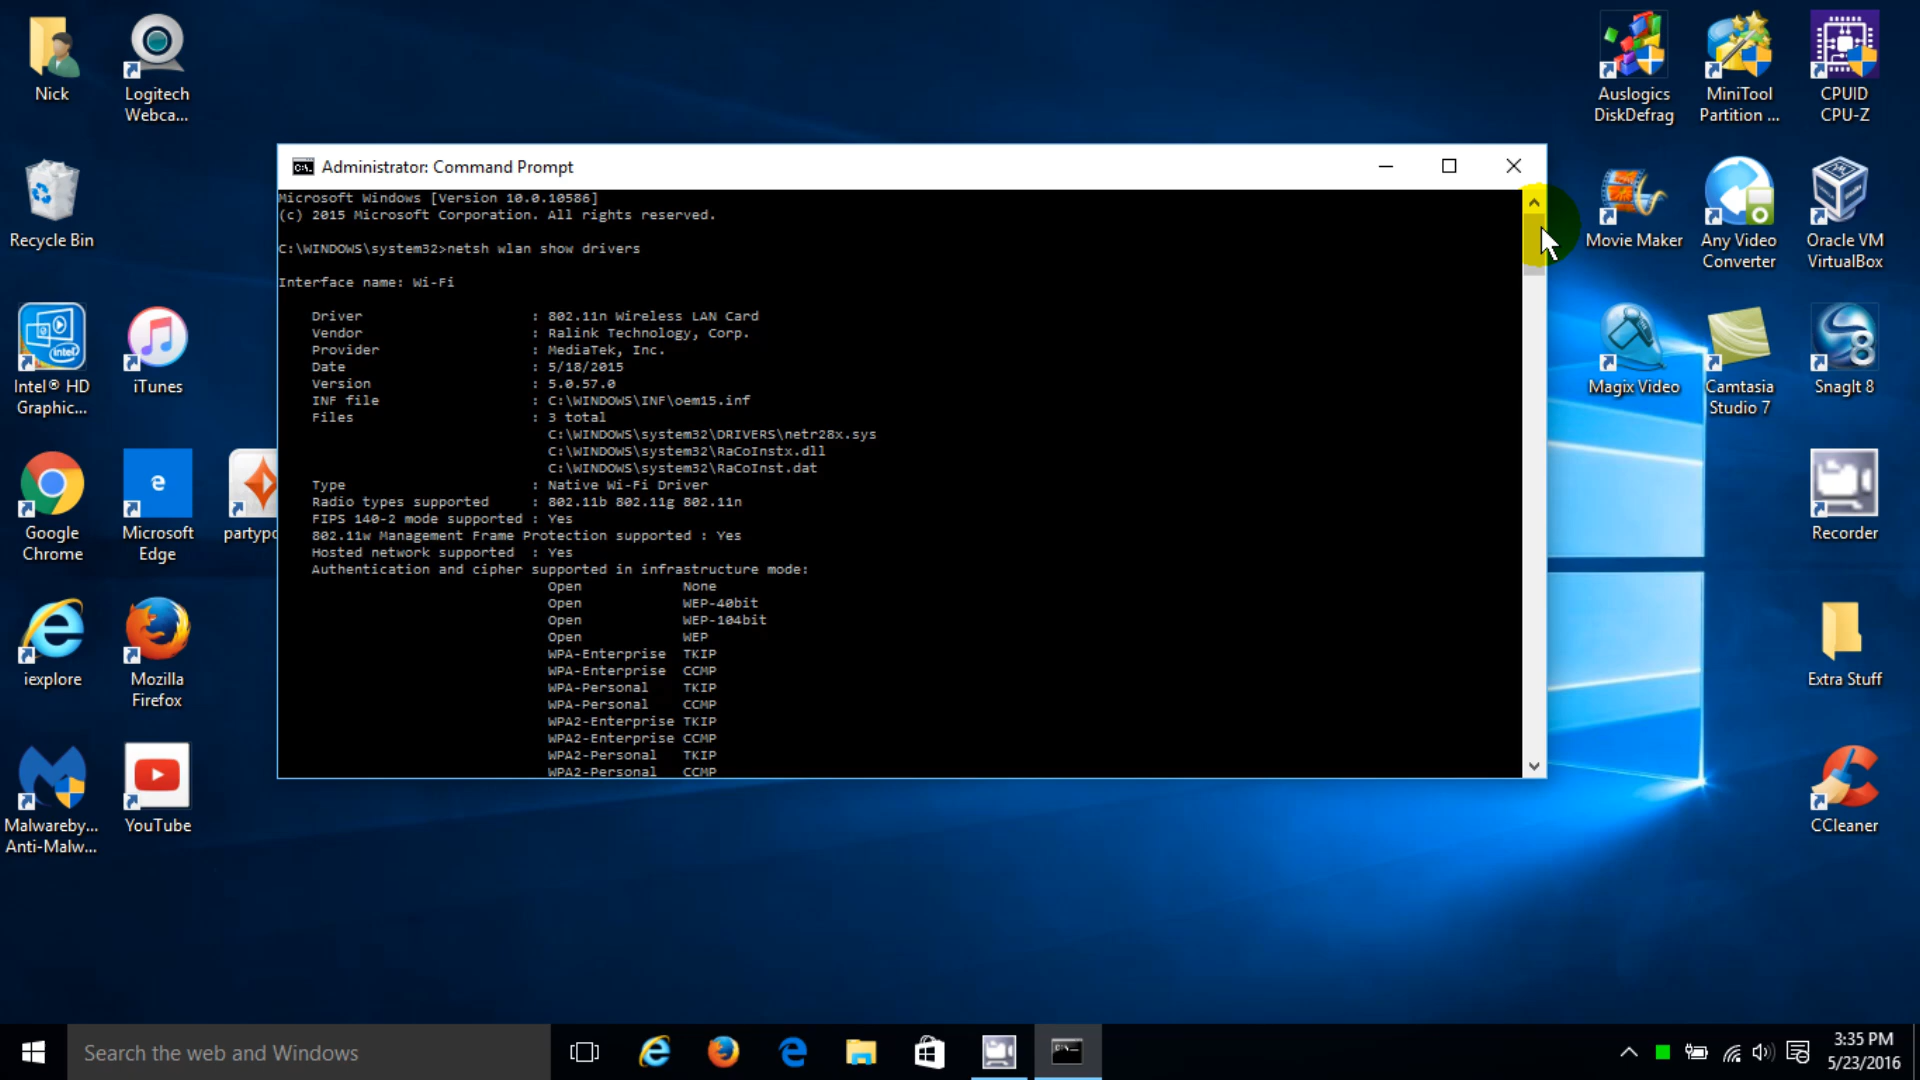 Nick
Logitech
Webca...
Auslogics
DiskDefrag
MiniTool
Partition ...
CPUID
CPU-Z
Administrator: Command Prompt
Microsoft Windows [Version 10.0.10586]
(c) 2015 Microsoft Corporation. All rights reserved.
C:\WINDOWS\system32>netsh wlan show drivers
Interface name: Wi-Fi
Driver : 802.11n Wireless LAN Card
Vendor : Ralink Technology, Corp.
Provider : MediaTek, Inc.
Date : 5/18/2015
Version : 5.0.57.0
INF file : C:\WINDOWS\INF\oem15.inf
Files : 3 total
C:\WINDOWS\system32\DRIVERS\netr28x.sys
C:\WINDOWS\system32\RaCoInstx.dll
C:\WINDOWS\system32\RaCoInst.dat
Type : Native Wi-Fi Driver
Radio types supported : 802.11b 802.11g 802.11n
FIPS 140-2 mode supported : Yes
802.11w Management Frame Protection supported : Yes
Hosted network supported : Yes
Authentication and cipher supported in infrastructure mode:
Open None
Open WEP-40bit
Open WEP-104bit
Open WEP
WPA-Enterprise TKIP
WPA-Enterprise CCMP
WPA-Personal TKIP
WPA-Personal CCMP
WPA2-Enterprise TKIP
WPA2-Enterprise CCMP
WPA2-Personal TKIP
WPA2-Personal CCMP
Recycle Bin
Movie Maker
Any Video
Converter
Oracle VM
VirtualBox
Intel® HD
Graphic...
iTunes
Magix Video
Camtasia
Studio 7
SnagIt 8
Google
Chrome
Microsoft
Edge
partypo
Recorder
iexplore
Mozilla
Firefox
Extra Stuff
Malwareby...
Anti-Malw...
YouTube
CCleaner
Search the web and Windows
3:35 PM
5/23/2016